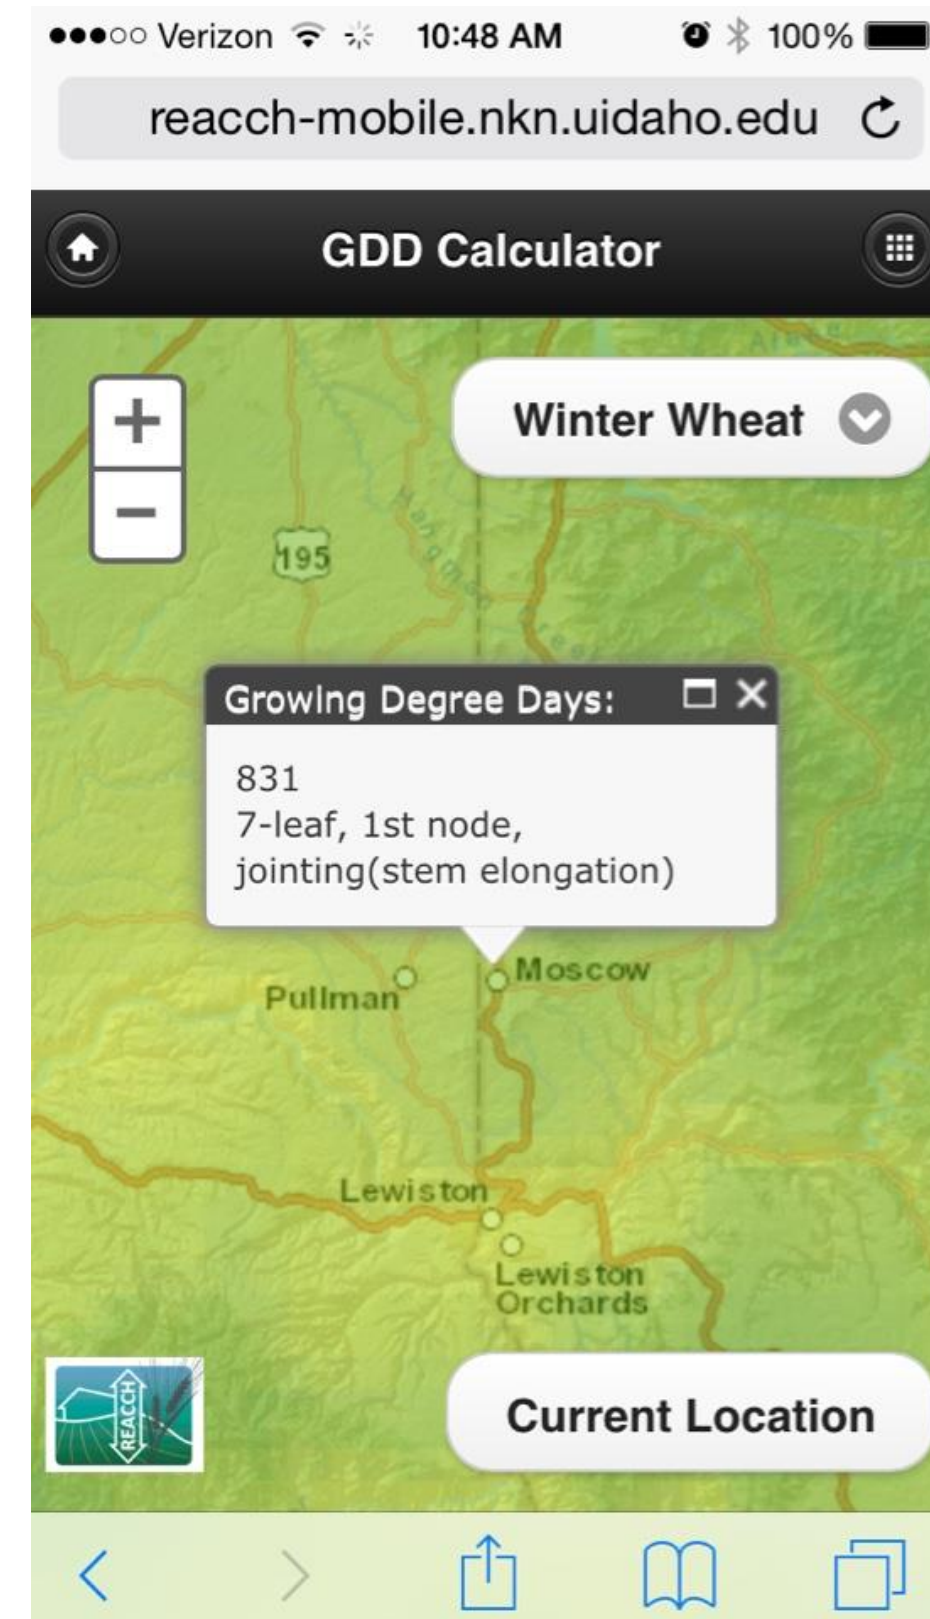 Verizon 10:48 AM 100%
reacch-mobile.nkn.uidaho.edu
GDD Calculator
Winter Wheat
195
Growing Degree Days:
831
7-leaf, 1st node,
jointing(stem elongation)
Moscow
Pullman
Lewiston
Lewiston
Orchards
REACCH
Current Location